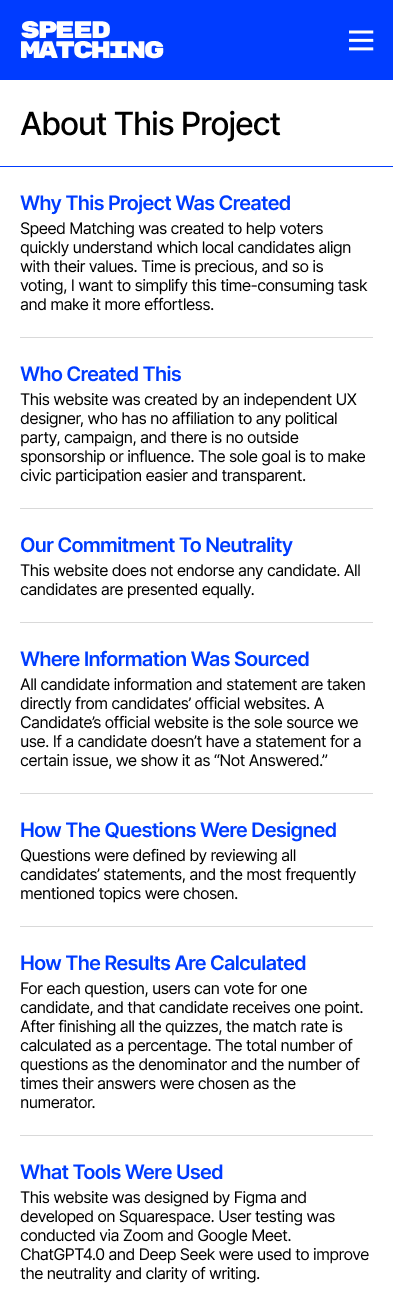 SPEED
MATCHING
About This Project
Why This Project Was Created
Speed Matching was created to help voters
quickly understand which local candidates align
with their values. Time is precious, and so is
voting, I want to simplify this time-consuming task
and make it more effortless.
Who Created This
This website was created by an independent UX
designer, who has no affiliation to any political
party, campaign, and there is no outside
sponsorship or influence. The sole goal is to make
civic participation easier and transparent.
Our Commitment To Neutrality
This website does not endorse any candidate. All
candidates are presented equally.
Where Information Was Sourced
All candidate information and statement are taken
directly from candidates’ official websites. A
Candidate’s official website is the sole source we
use. If a candidate doesn’t have a statement for a
certain issue, we show it as “Not Answered.”
How The Questions Were Designed
Questions were defined by reviewing all
candidates’ statements, and the most frequently
mentioned topics were chosen.
How The Results Are Calculated
For each question, users can vote for one
candidate, and that candidate receives one point.
After finishing all the quizzes, the match rate is
calculated as a percentage. The total number of
questions as the denominator and the number of
times their answers were chosen as the
numerator.
What Tools Were Used
This website was designed by Figma and
developed on Squarespace. User testing was
conducted via Zoom and Google Meet.
ChatGPT4.0 and Deep Seek were used to improve
the neutrality and clarity of writing.